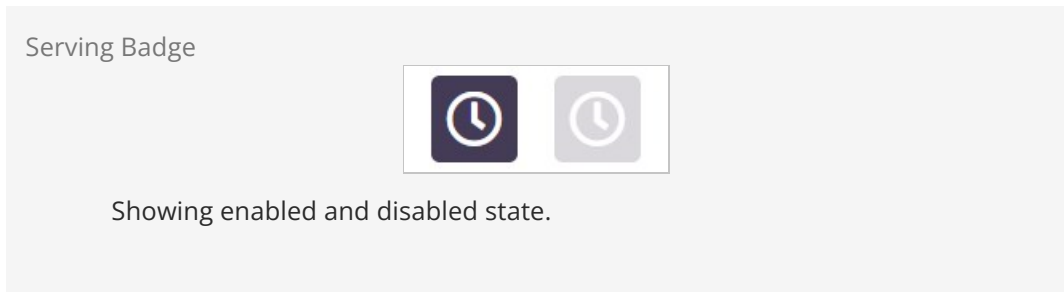 Serving Badge
Showing enabled and disabled state.